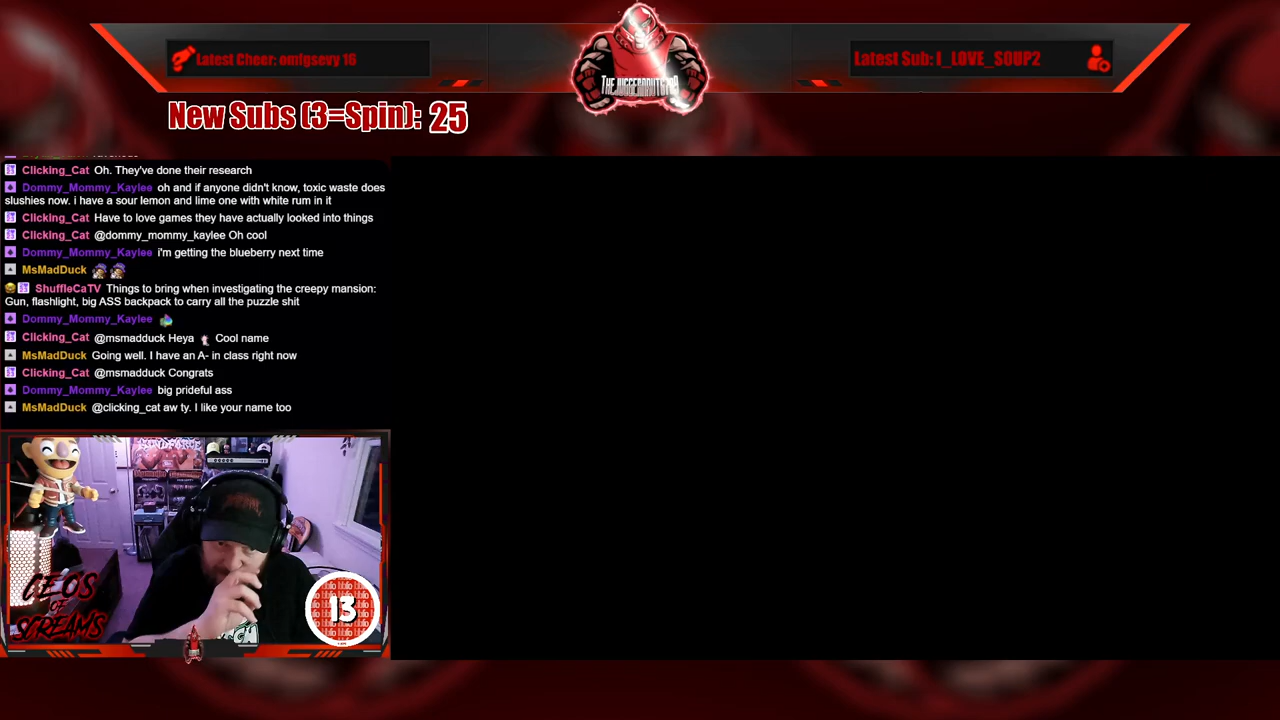 Latest Cheer: omfgsevy 16
Latest Sub: I_LOVE_SOUP2
New Subs (3=Spin): 25
Clicking_Cat Oh. They've done their research
Dommy_Mommy_Kaylee oh and if anyone didn't know, toxic waste does
slushies now. i have a sour lemon and lime one with white rum in it
Clicking_Cat Have to love games they have actually looked into things
Clicking_Cat @dommy_mommy_kaylee Oh cool
Dommy_Mommy_Kaylee i'm getting the blueberry next time
MsMadDuck
ShuffleCaTV Things to bring when investigating the creepy mansion:
Gun, flashlight, big ASS backpack to carry all the puzzle shit
Dommy_Mommy_Kaylee
Clicking_Cat @msmadduck Heya Cool name
MsMadDuck Going well. I have an A- in class right now
Clicking_Cat @msmadduck Congrats
Dommy_Mommy_Kaylee big prideful ass
MsMadDuck @clicking_cat aw ty. I like your name too
CEOS
OF
SCREAMS
13